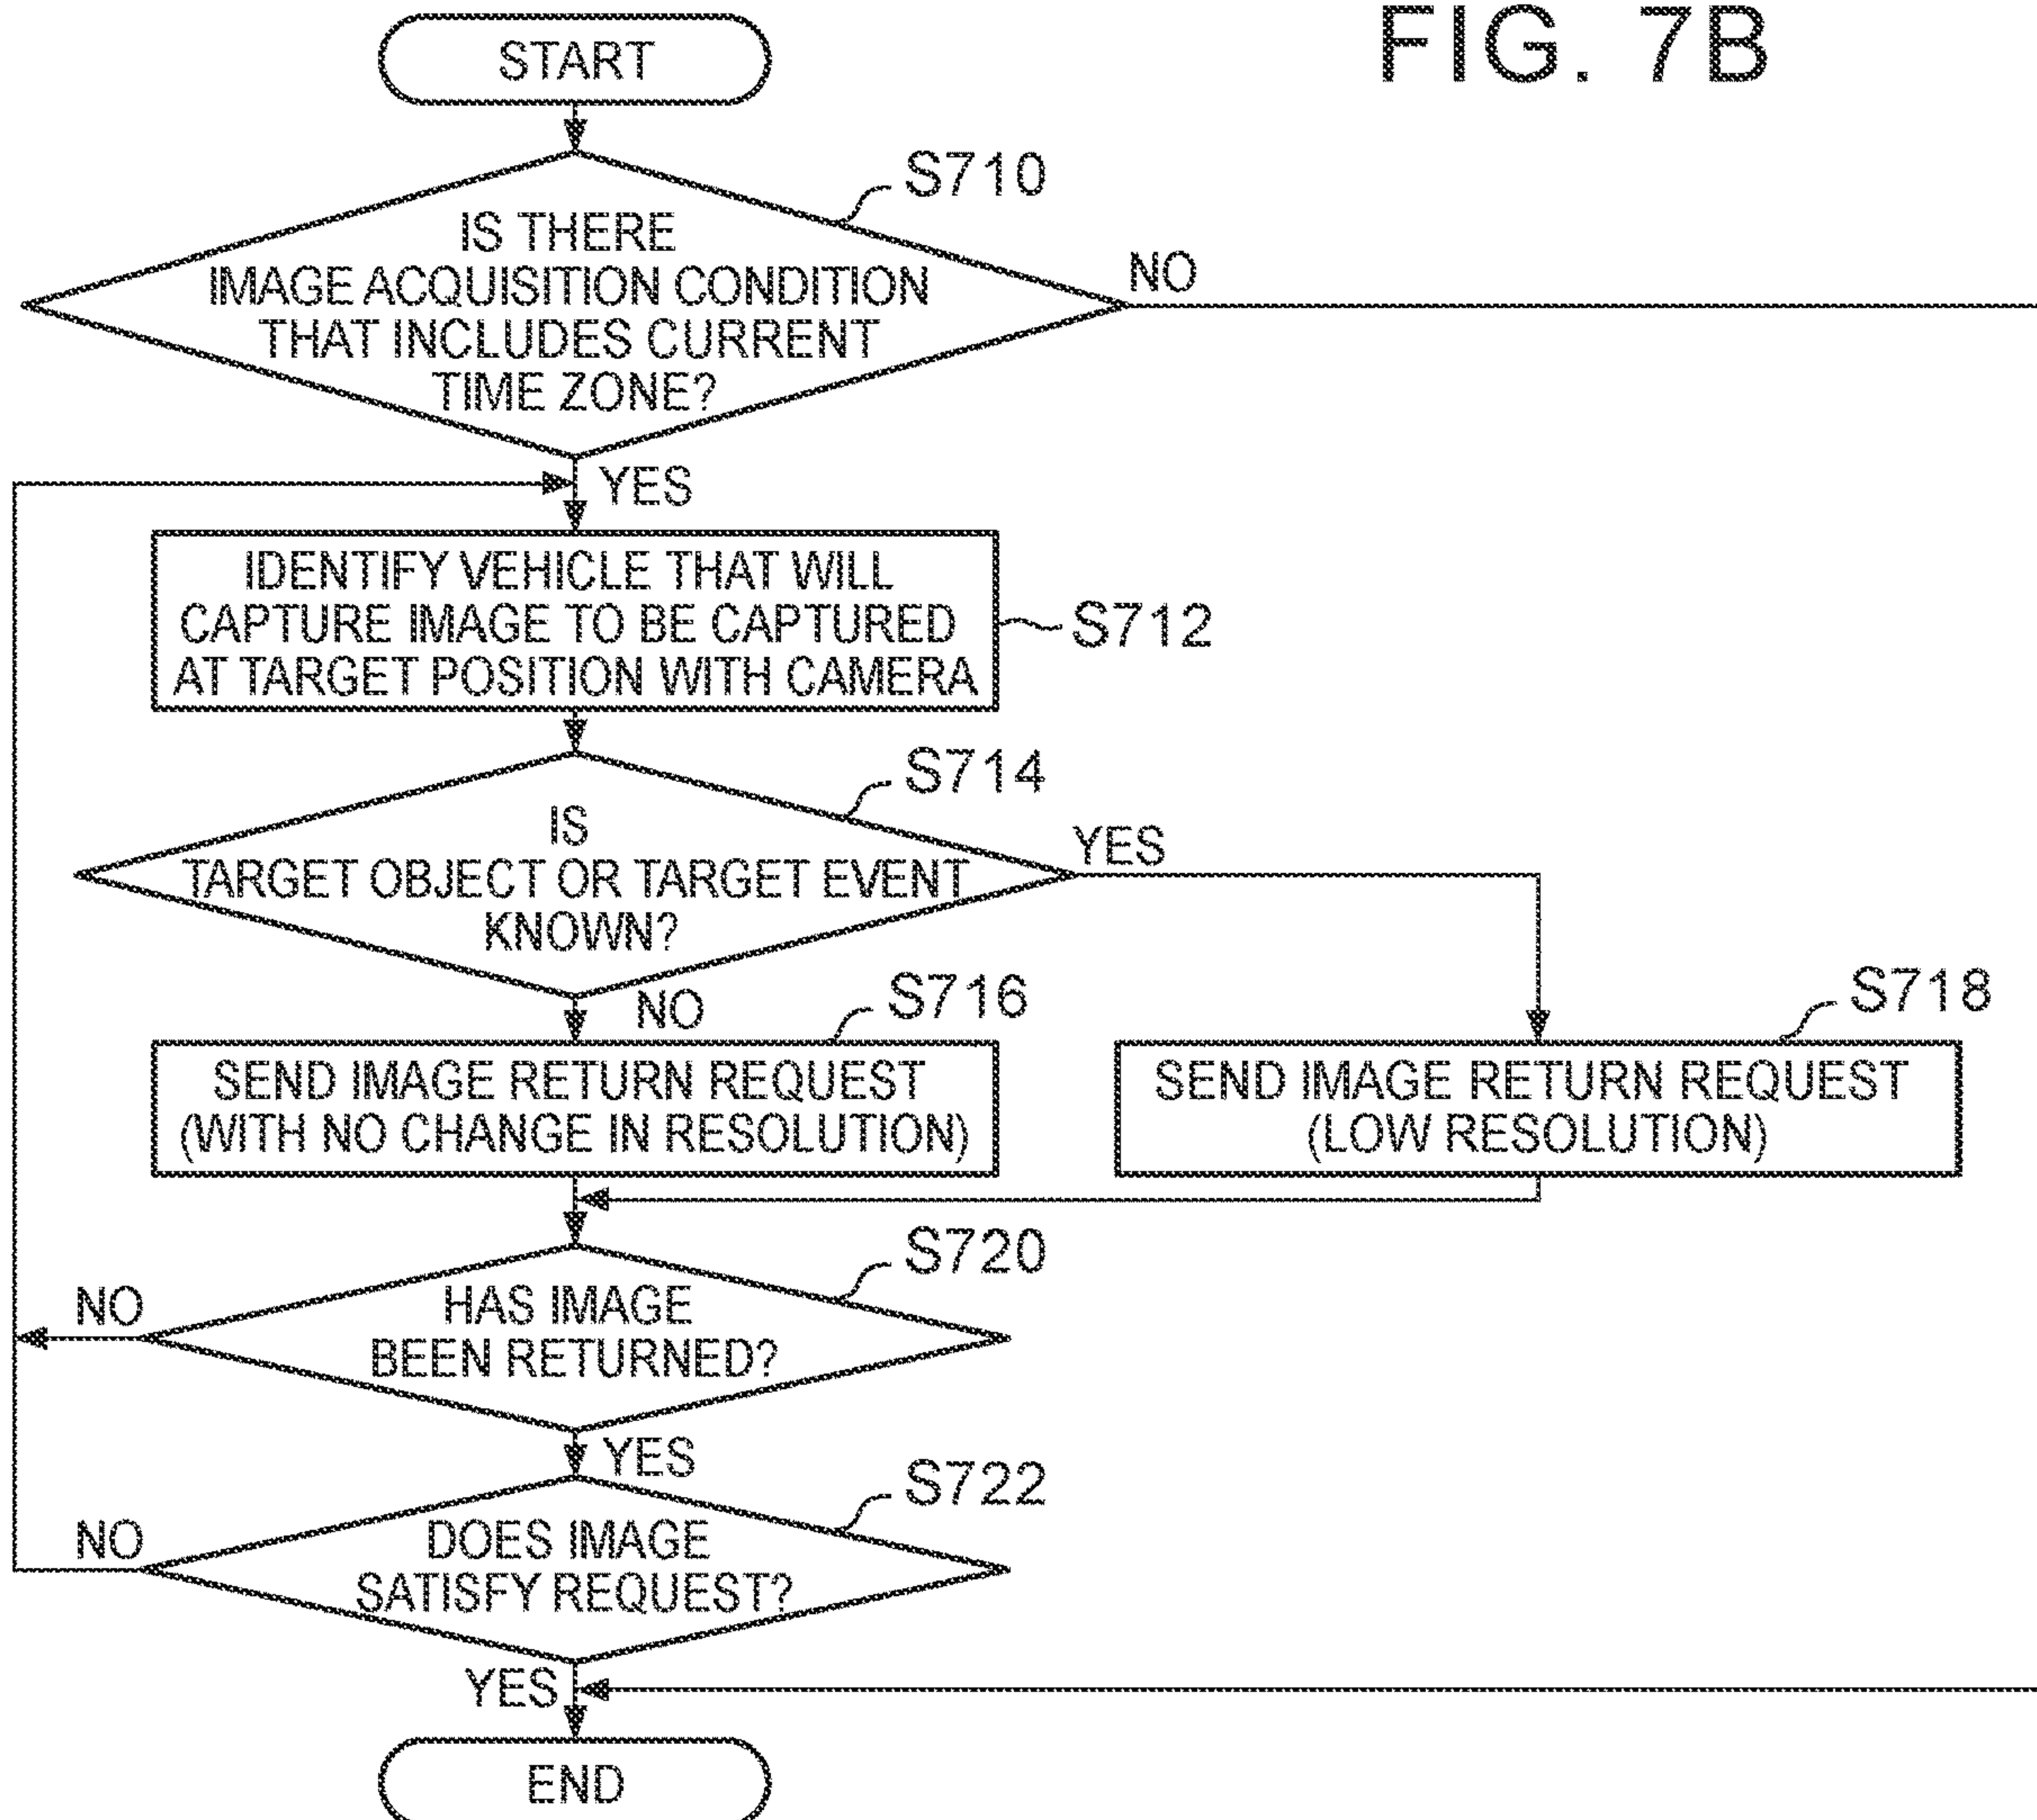 FIG. 7B
START
S710
IS THERE
IMAGE ACQUISITION CONDITION
THAT INCLUDES CURRENT
TIME ZONE?
NO
YES
IDENTIFY VEHICLE THAT WILL
CAPTURE IMAGE TO BE CAPTURED
AT TARGET POSITION WITH CAMERA
S712
S714
IS
TARGET OBJECT OR TARGET EVENT
KNOWN?
YES
NO
S716
SEND IMAGE RETURN REQUEST
(WITH NO CHANGE IN RESOLUTION)
S718
SEND IMAGE RETURN REQUEST
(LOW RESOLUTION)
S720
HAS IMAGE
BEEN RETURNED?
NO
YES
S722
DOES IMAGE
SATISFY REQUEST?
NO
YES
END